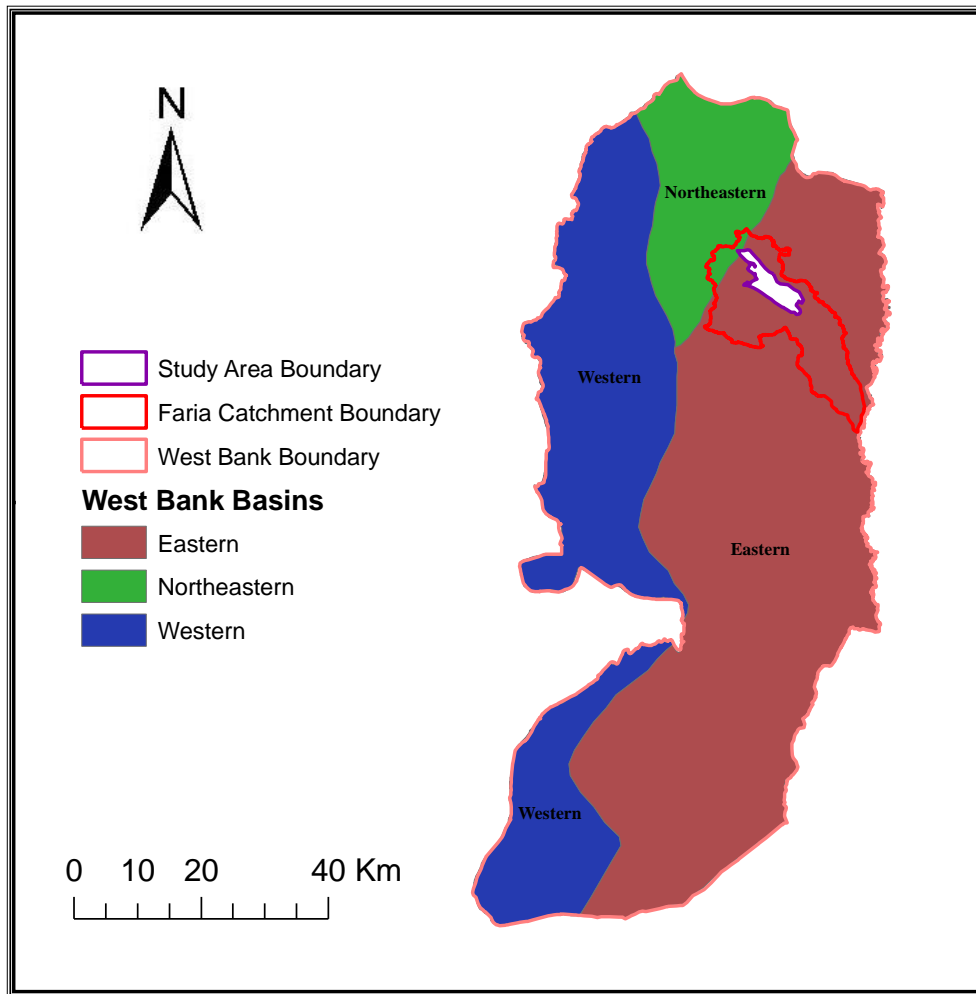 N
Northeastern
Study Area Boundary
Western
Faria Catchment Boundary
West Bank Boundary
West Bank Basins
Eastern
Eastern
Northeastern
Western
Western
0 10 20 40 Km